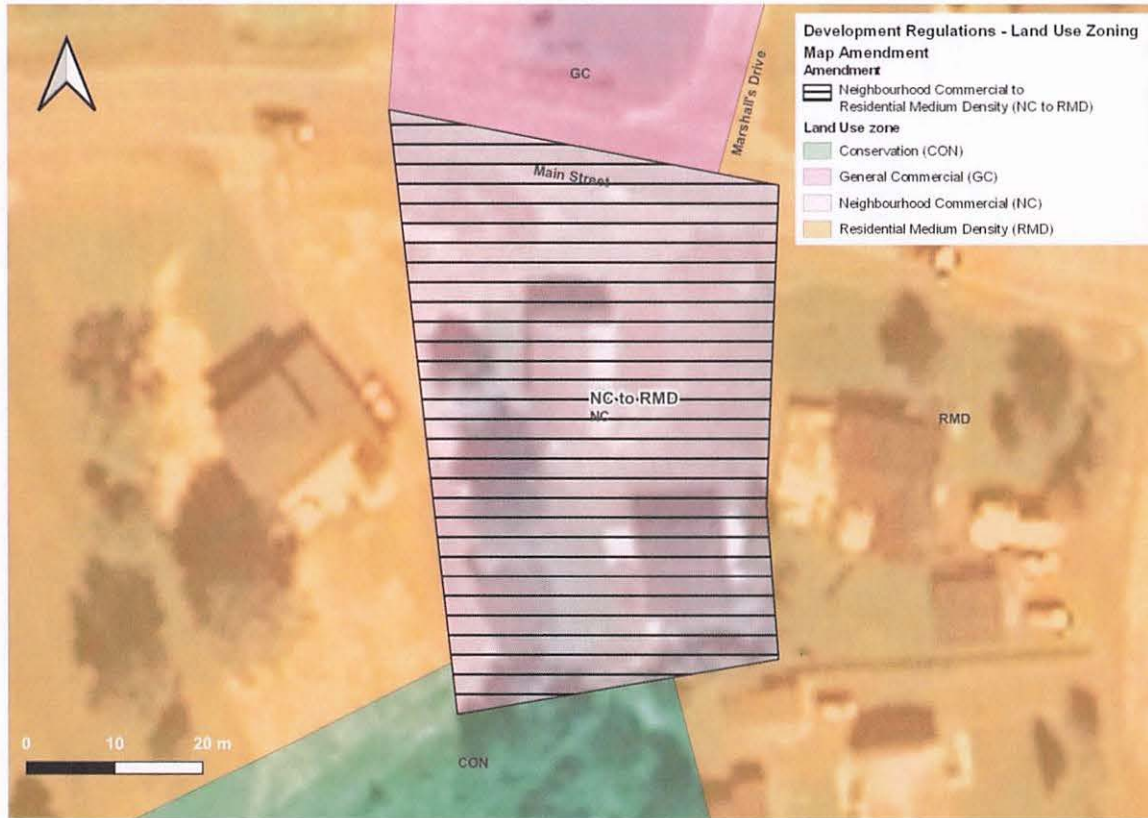 Development Regulations - Land Use Zoning
Map Amendment
Amendment
Neighbourhood Commercial to
Residential Medium Density (NC to RMD)
Land Use zone
Conservation (CON)
General Commercial (GC)
Neighbourhood Commercial (NC)
Residential Medium Density (RMD)
GC
Marshall's Drive
Main Street
NC to RMD
NC
RMD
CON
0 10 20 m